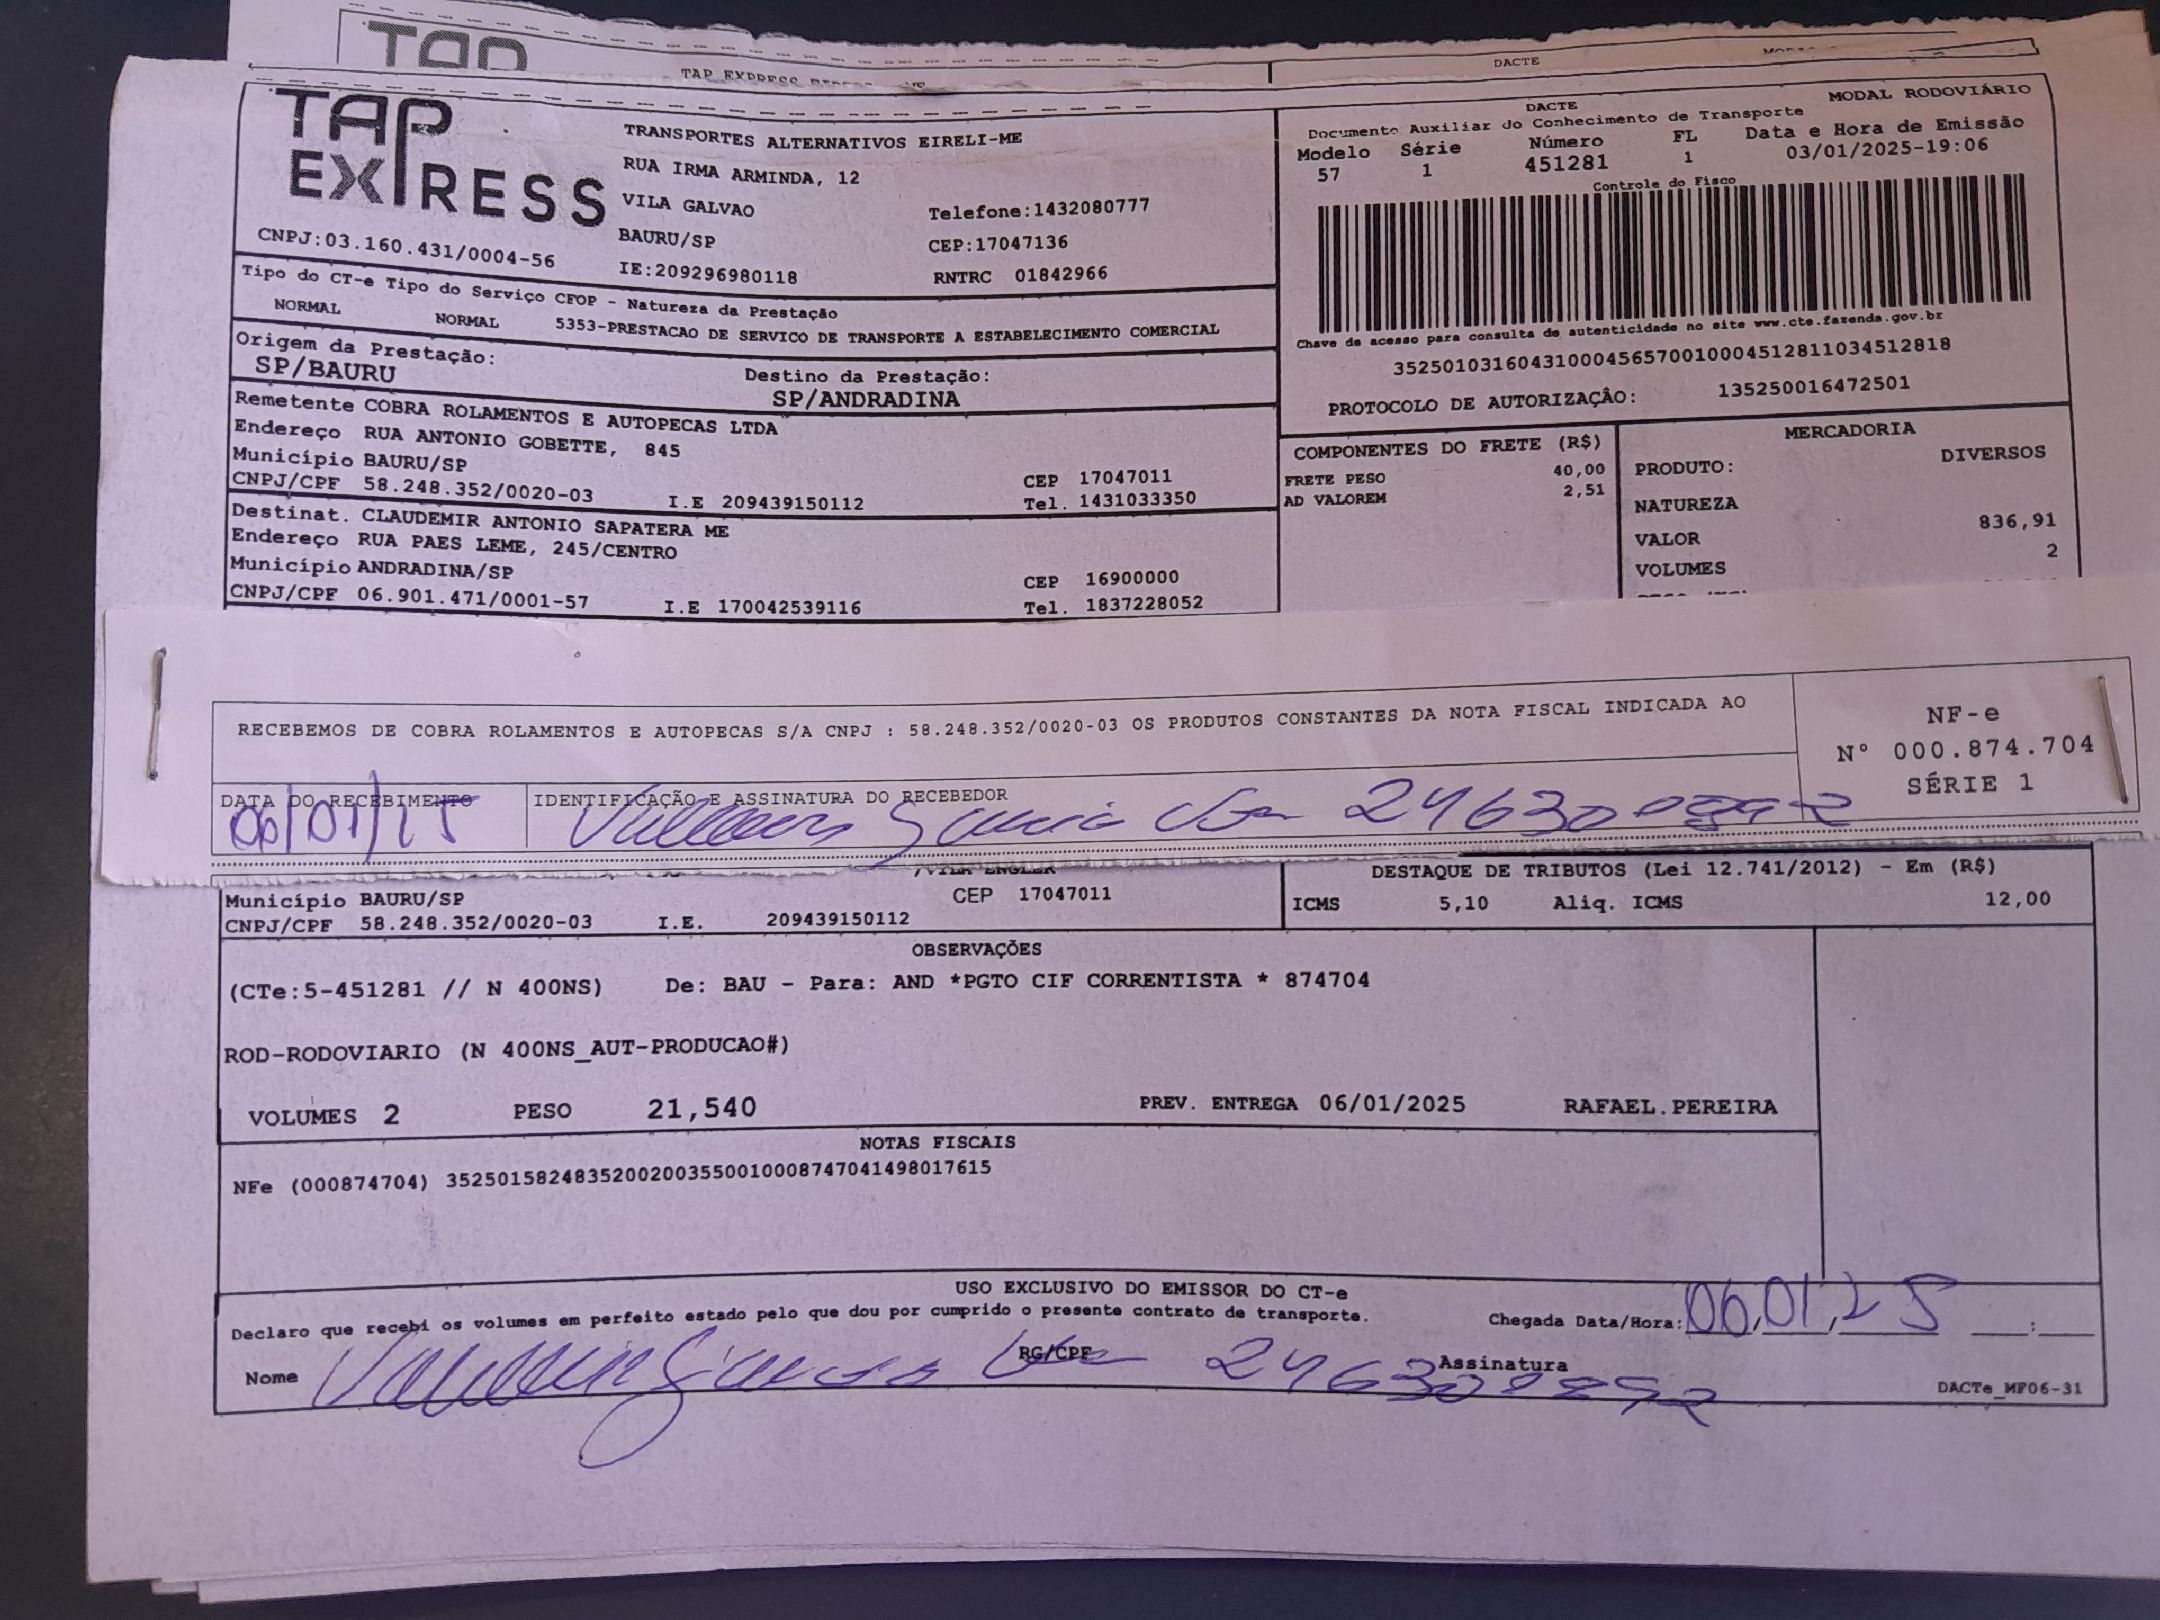 TAP
TAP EXPRESS
DACTE
TAP EXPRESS
CNPJ:03.160.431/0004-56
TRANSPORTES ALTERNATIVOS EIRELI-ME
RUA IRMA ARMINDA, 12
VILA GALVAO
Telefone:1432080777
BAURU/SP
CEP:17047136
IE:209296980118
RNTRC 01842966
DACTE
MODAL RODOVIÁRIO
Documento Auxiliar do Conhecimento de Transporte
Modelo Série Número FL Data e Hora de Emissão
57 1 451281 1 03/01/2025-19:06
Controle do Fisco
Chave de acesso para consulta de autenticidade no site www.cte.fazenda.gov.br
35250103160431000456570010004512811034512818
PROTOCOLO DE AUTORIZAÇÂO: 135250016472501
Tipo do CT-e Tipo do Serviço CFOP - Natureza da Prestação
NORMAL NORMAL 5353-PRESTACAO DE SERVICO DE TRANSPORTE A ESTABELECIMENTO COMERCIAL
Origem da Prestação:
SP/BAURU
Destino da Prestação:
SP/ANDRADINA
Remetente COBRA ROLAMENTOS E AUTOPECAS LTDA
Endereço RUA ANTONIO GOBETTE, 845
Município BAURU/SP
CEP 17047011
CNPJ/CPF 58.248.352/0020-03 I.E 209439150112 Tel. 1431033350
Destinat. CLAUDEMIR ANTONIO SAPATERA ME
Endereço RUA PAES LEME, 245/CENTRO
Município ANDRADINA/SP
CEP 16900000
CNPJ/CPF 06.901.471/0001-57 I.E 170042539116 Tel. 1837228052
COMPONENTES DO FRETE (R$)
FRETE PESO 40,00
AD VALOREM 2,51
MERCADORIA
PRODUTO: DIVERSOS
NATUREZA
VALOR 836,91
VOLUMES 2
RECEBEMOS DE COBRA ROLAMENTOS E AUTOPECAS S/A CNPJ : 58.248.352/0020-03 OS PRODUTOS CONSTANTES DA NOTA FISCAL INDICADA AO
NF-e
N° 000.874.704
SÉRIE 1
DATA DO RECEBIMENTO
06/01/25
IDENTIFICAÇÃO E ASSINATURA DO RECEBEDOR
/VILA ENGLER
Município BAURU/SP
CEP 17047011
CNPJ/CPF 58.248.352/0020-03 I.E. 209439150112
DESTAQUE DE TRIBUTOS (Lei 12.741/2012) - Em (R$)
ICMS 5,10 Aliq. ICMS 12,00
OBSERVAÇÕES
(CTe:5-451281 // N 400NS) De: BAU - Para: AND *PGTO CIF CORRENTISTA * 874704
ROD-RODOVIARIO (N 400NS_AUT-PRODUCAO#)
VOLUMES 2 PESO 21,540 PREV. ENTREGA 06/01/2025 RAFAEL.PEREIRA
NOTAS FISCAIS
NFe (000874704) 35250158248352002003550010008747041498017615
USO EXCLUSIVO DO EMISSOR DO CT-e
Declaro que recebi os volumes em perfeito estado pelo que dou por cumprido o presente contrato de transporte.
Chegada Data/Hora: 06,01,25 :
Nome RG/CPF Assinatura
DACTe_MF06-31